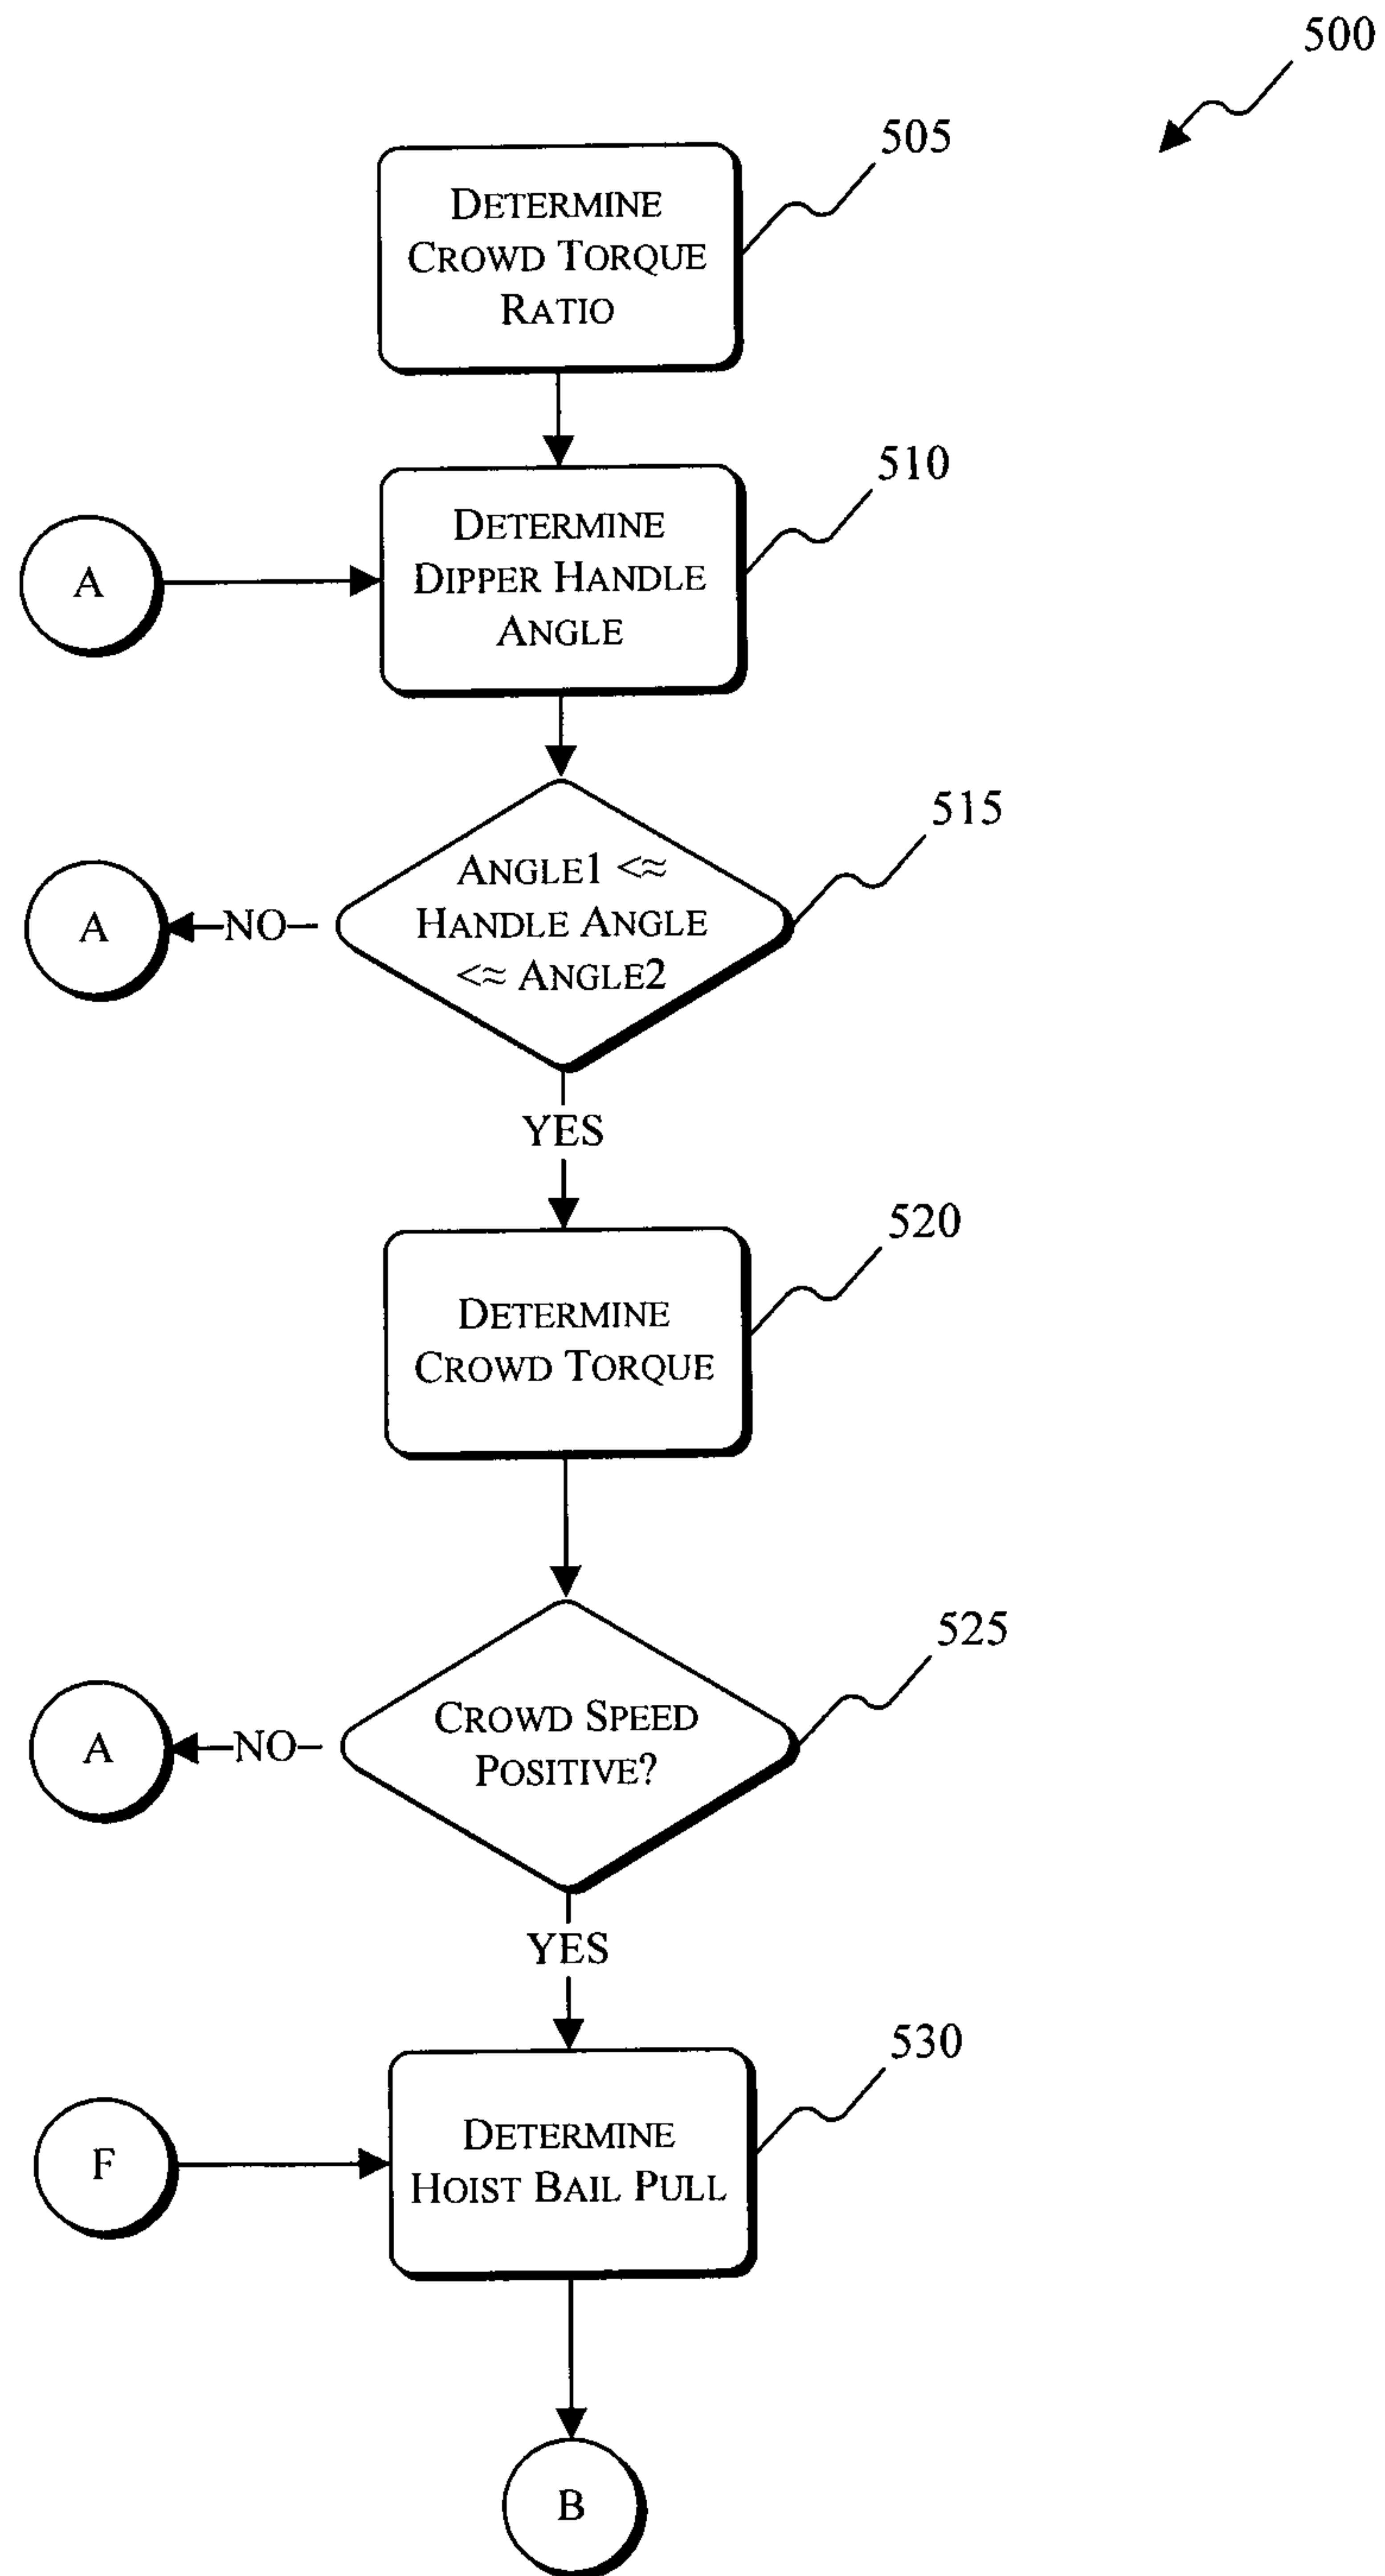 500
505
DETERMINE
CROWD TORQUE
RATIO
510
DETERMINE
DIPPER HANDLE
ANGLE
A
515
ANGLE1 <≈
HANDLE ANGLE
<≈ ANGLE2
NO
A
YES
520
DETERMINE
CROWD TORQUE
525
CROWD SPEED
POSITIVE?
NO
A
YES
530
DETERMINE
HOIST BAIL PULL
F
B